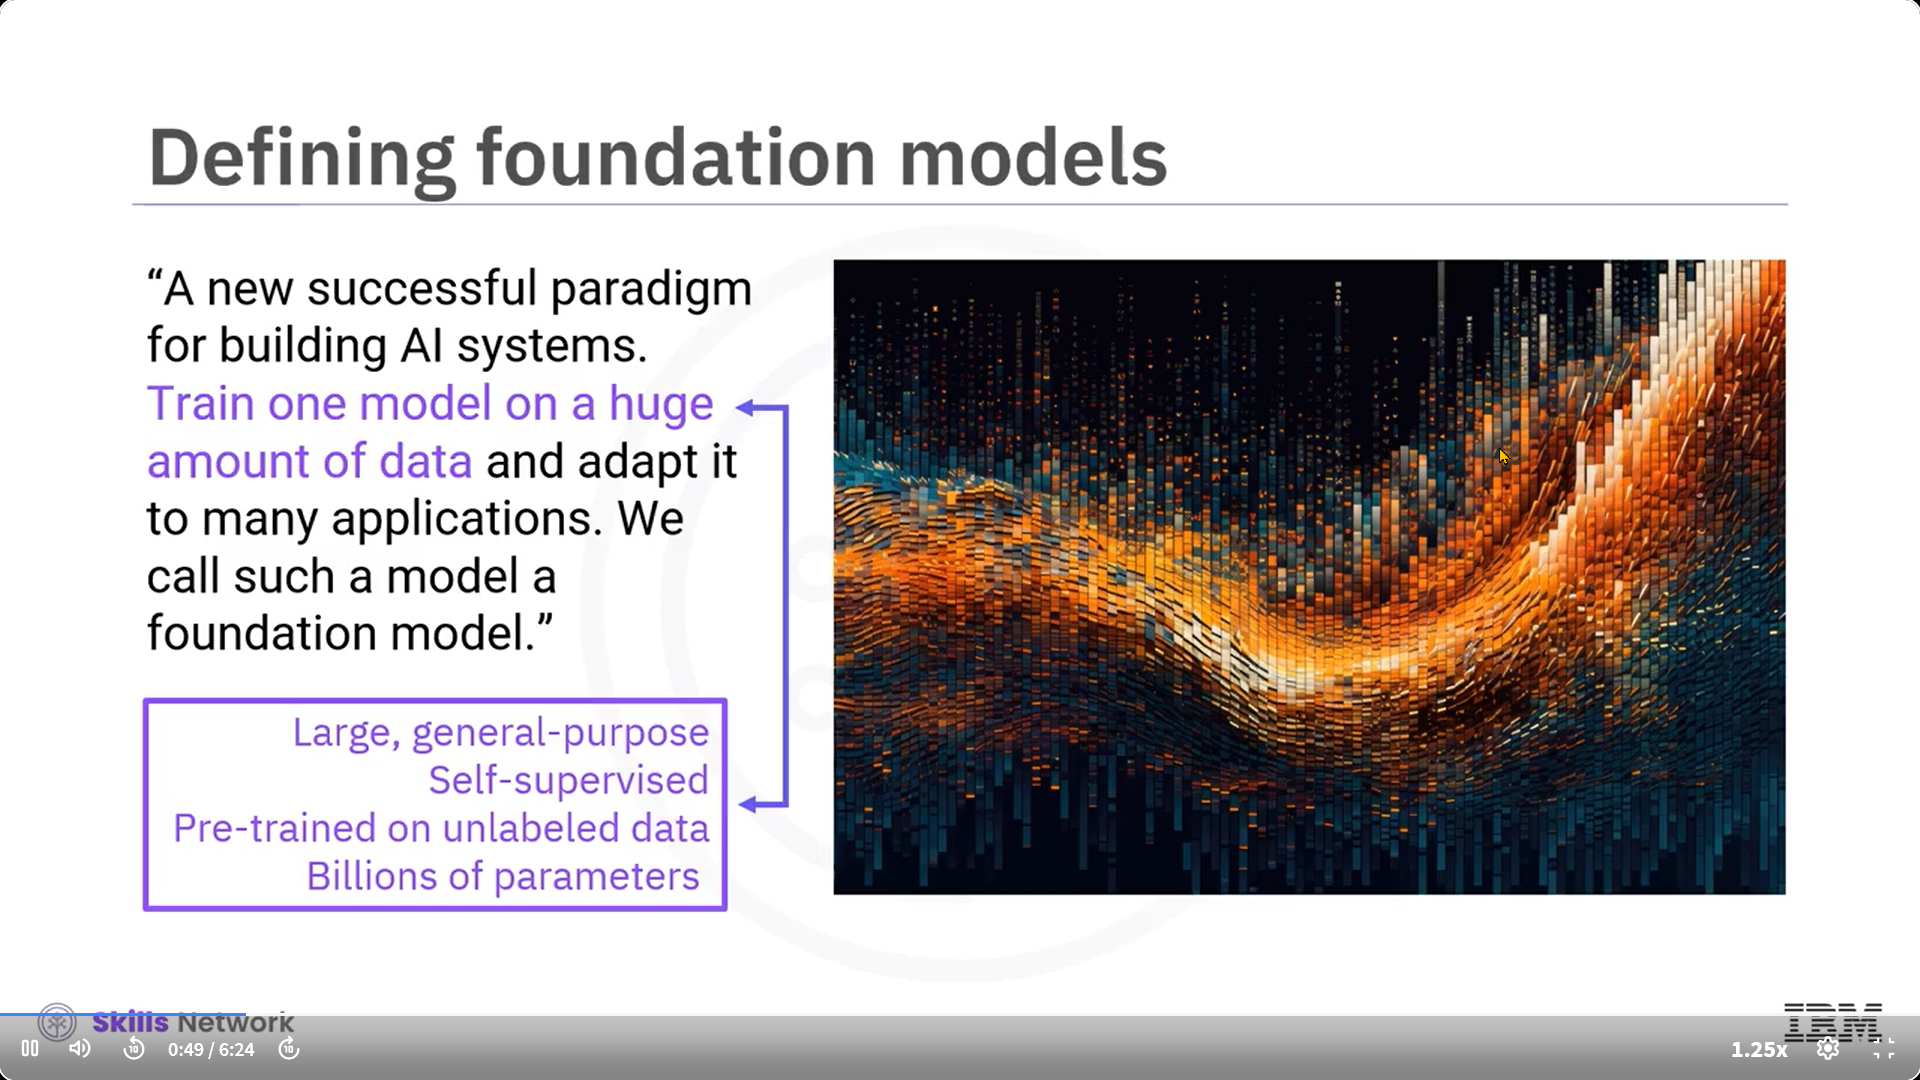 Defining foundation models
“A new successful paradigm
for building AI systems.
Train one model on a huge
amount of data and adapt it
to many applications. We
call such a model a
foundation model.”
Large, general-purpose
Self-supervised
Pre-trained on unlabeled data
Billions of parameters
Skills Network
IBM
10
0:49 / 6:24
10
1.25x